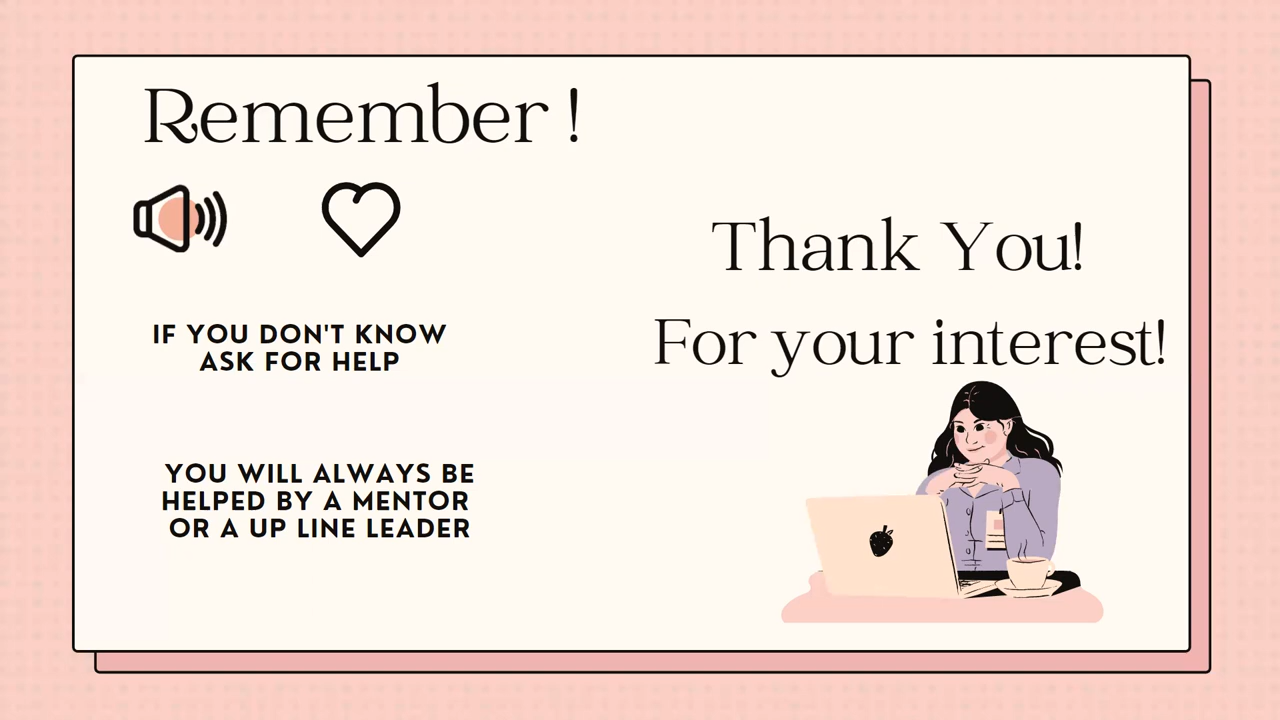 Remember !
IF YOU DON'T KNOW
ASK FOR HELP
YOU WILL ALWAYS BE
HELPED BY A MENTOR
OR A UP LINE LEADER
Thank You!
For your interest!